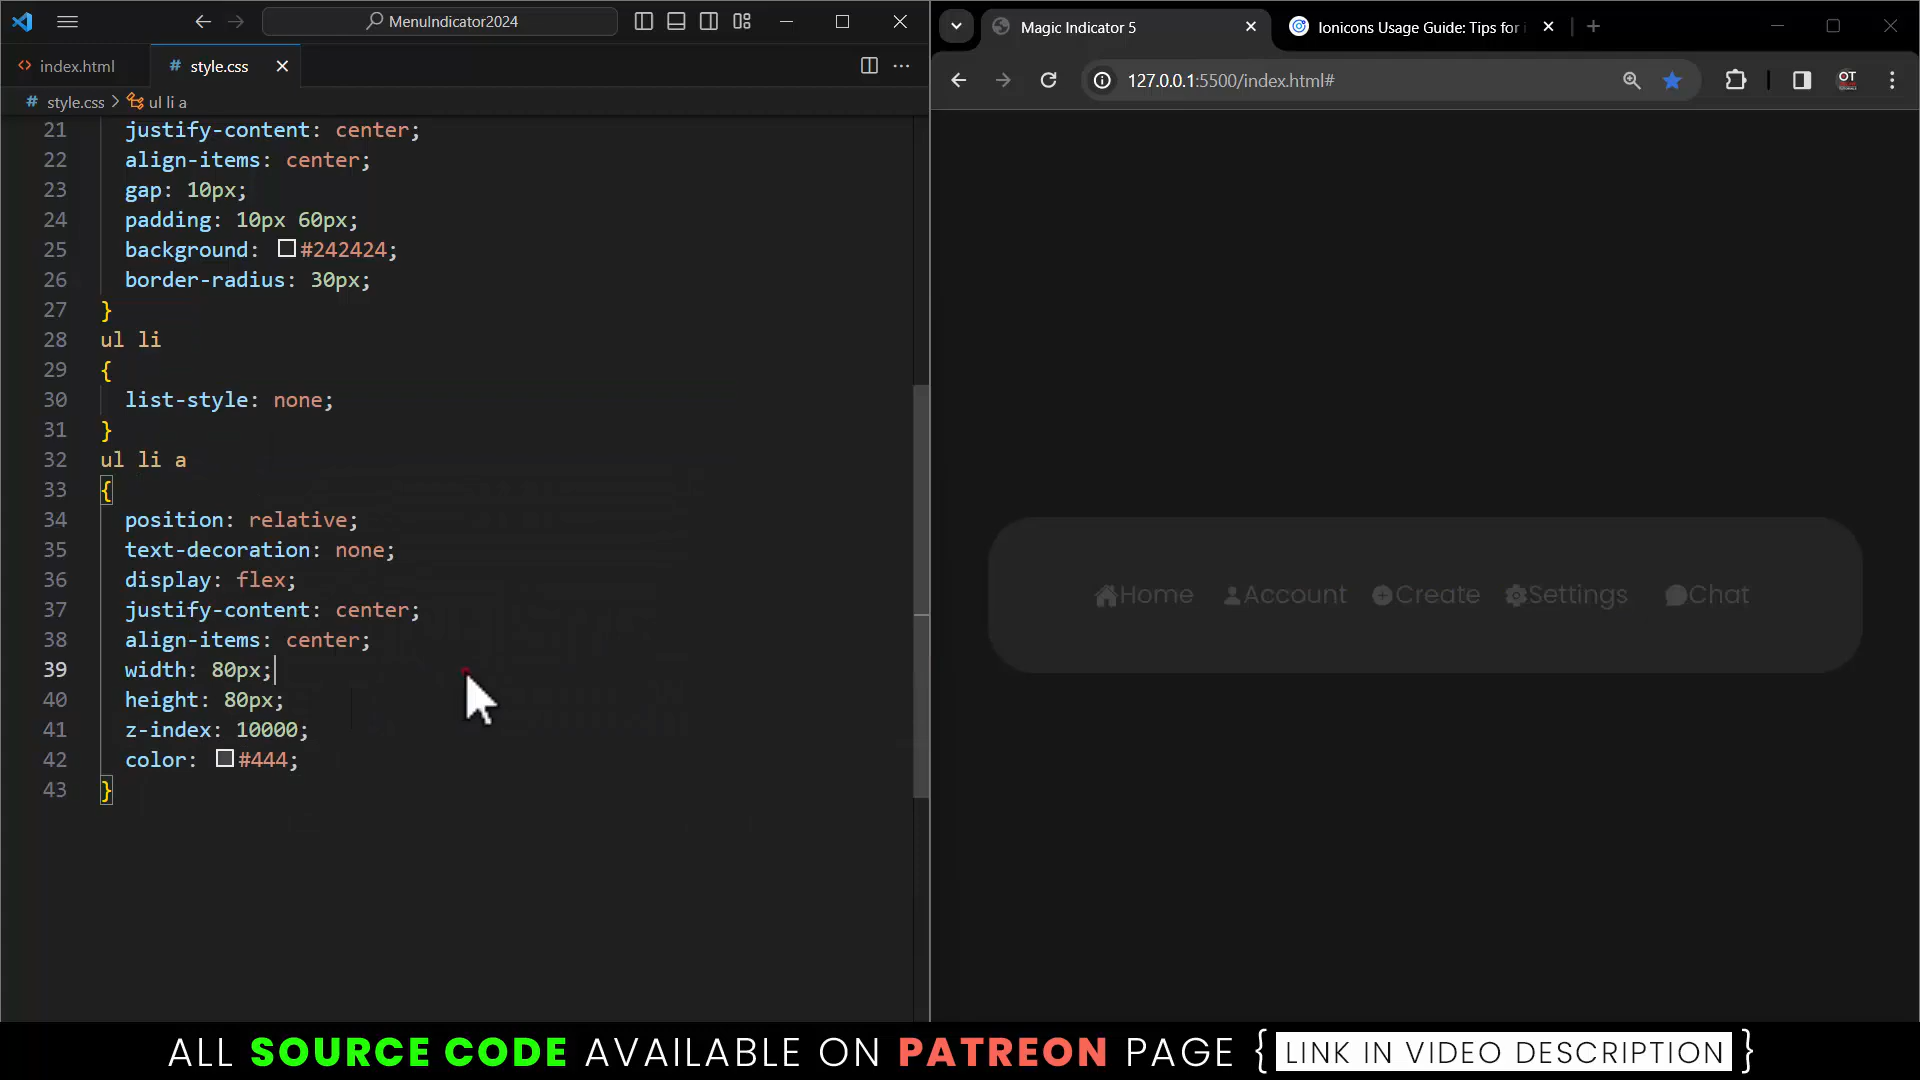 MenuIndicator2024
index.html
# style.css
# style.css > ul li a
21 justify-content: center;
22 align-items: center;
23 gap: 10px;
24 padding: 10px 60px;
25 background: #242424;
26 border-radius: 30px;
27 }
28 ul li
29 {
30 list-style: none;
31 }
32 ul li a
33 {
34 position: relative;
35 text-decoration: none;
36 display: flex;
37 justify-content: center;
38 align-items: center;
39 width: 80px;
40 height: 80px;
41 z-index: 10000;
42 color: #444;
43 }
Magic Indicator 5
Ionicons Usage Guide: Tips for
127.0.0.1:5500/index.html#
OT
Home Account Create Settings Chat
ALL SOURCE CODE AVAILABLE ON PATREON PAGE { LINK IN VIDEO DESCRIPTION }